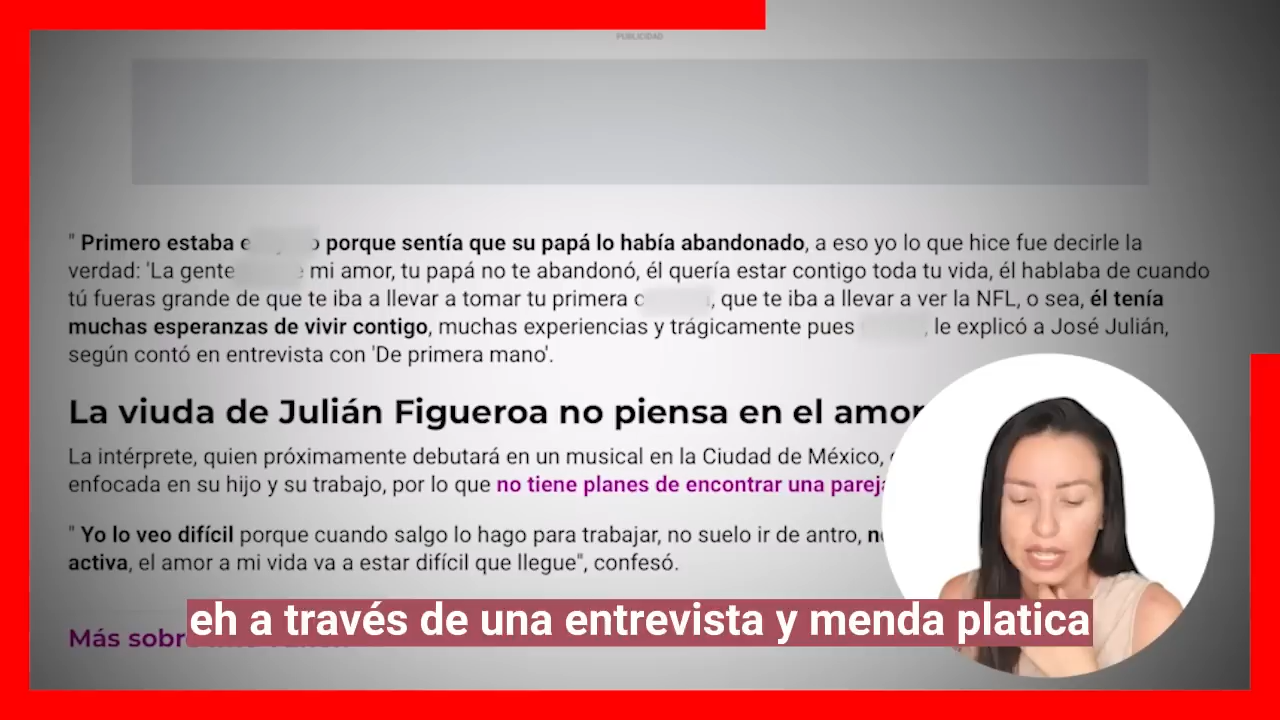 PUBLICIDAD
" Primero estaba porque sentía que su papá lo había abandonado, a eso yo lo que hice fue decirle la
verdad: 'La gente mi amor, tu papá no te abandonó, él quería estar contigo toda tu vida, él hablaba de cuando
tú fueras grande de que te iba a llevar a tomar tu primera , que te iba a llevar a ver la NFL, o sea, él tenía
muchas esperanzas de vivir contigo, muchas experiencias y trágicamente pues , le explicó a José Julián,
según contó en entrevista con 'De primera mano'.
La viuda de Julián Figueroa no piensa en el amor
La intérprete, quien próximamente debutará en un musical en la Ciudad de México,
enfocada en su hijo y su trabajo, por lo que no tiene planes de encontrar una pareja
" Yo lo veo difícil porque cuando salgo lo hago para trabajar, no suelo ir de antro,
activa, el amor a mi vida va a estar difícil que llegue", confesó.
eh a través de una entrevista y menda platica
Más sobre